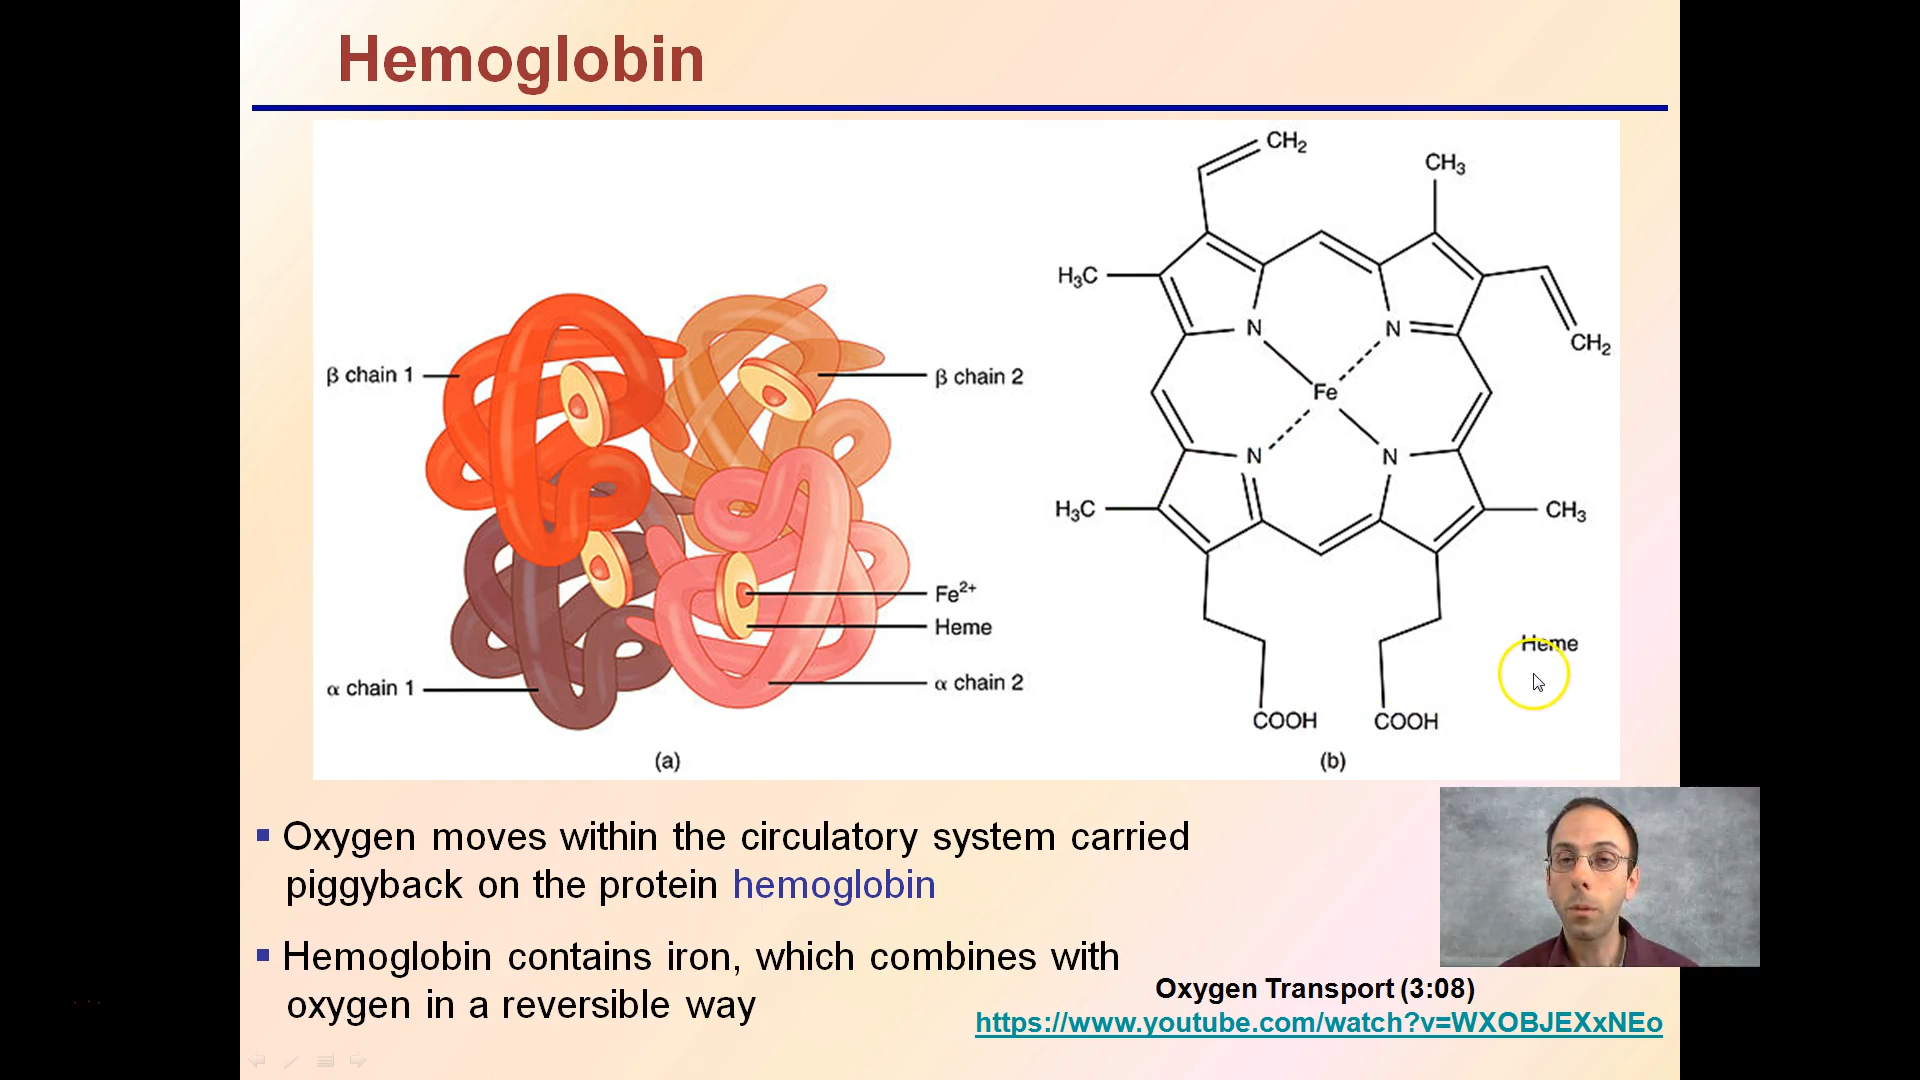 Hemoglobin
β chain 1
β chain 2
Fe²⁺
Heme
α chain 1
α chain 2
(a)
CH₂
CH₃
H₃C
CH₂
N
N
Fe
N
N
H₃C
CH₃
Heme
COOH
COOH
(b)
▪ Oxygen moves within the circulatory system carried
piggyback on the protein hemoglobin
▪ Hemoglobin contains iron, which combines with
oxygen in a reversible way
Oxygen Transport (3:08)
https://www.youtube.com/watch?v=WXOBJEXxNEo